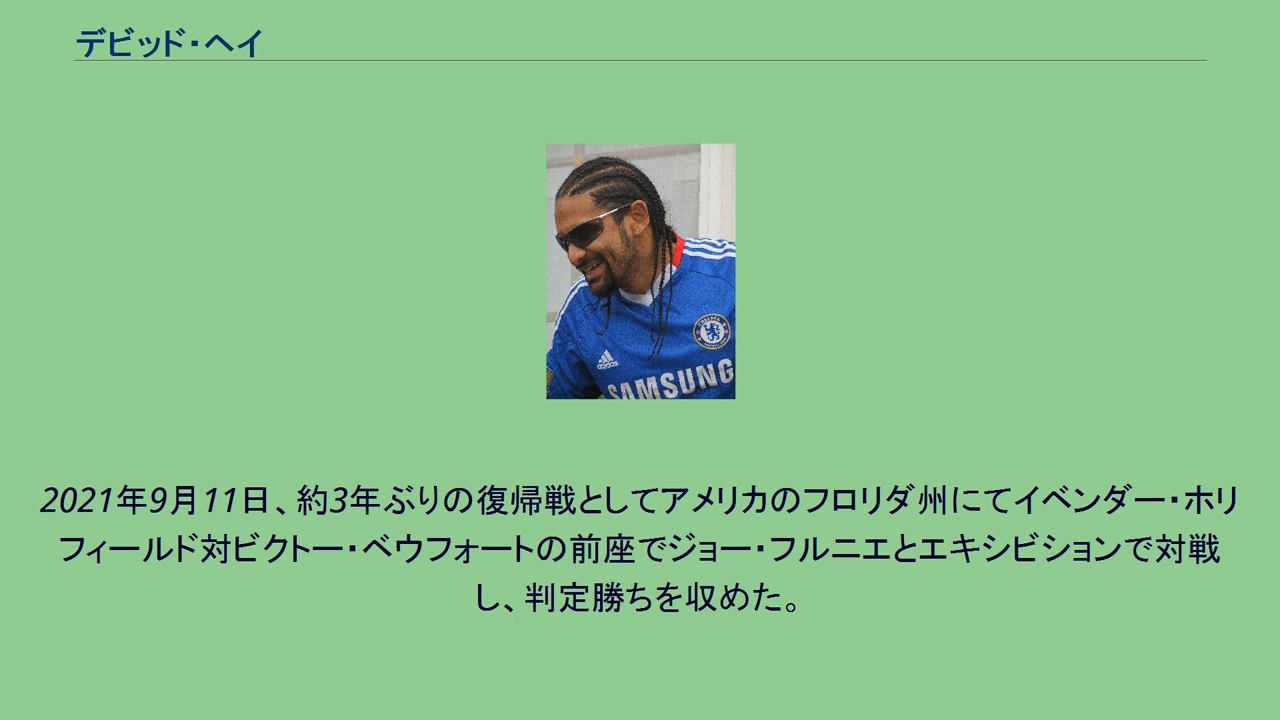 デビッド・ヘイ
CHELSEA
adidas
SAMSUNG
2021年9月11日、約3年ぶりの復帰戦としてアメリカのフロリダ州にてイベンダー・ホリ
フィールド対ビクトー・ベウフォートの前座でジョー・フルニエとエキシビションで対戦
し、判定勝ちを収めた。